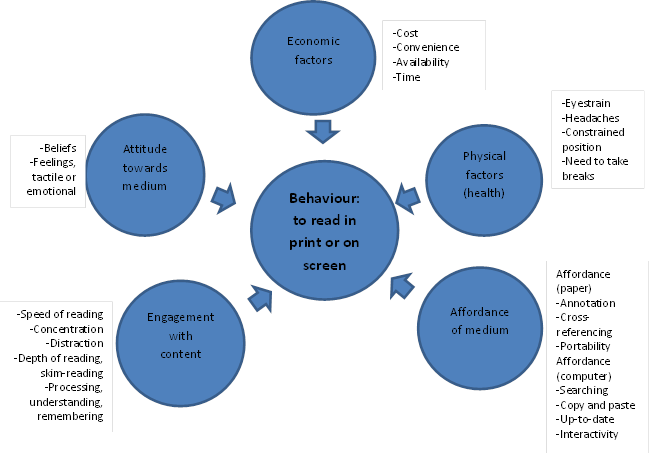 Economic
factors
-Cost
-Convenience
-Availability
-Time
Attitude
towards
medium
-Beliefs
-Feelings,
tactile or
emotional
Physical
factors
(health)
-Eyestrain
-Headaches
-Constrained
position
-Need to take
breaks
Behaviour:
to read in
print or on
screen
Engagement
with
content
-Speed of reading
-Concentration
-Distraction
-Depth of reading,
skim-reading
-Processing,
understanding,
remembering
Affordance
of medium
Affordance
(paper)
-Annotation
-Cross-
referencing
-Portability
Affordance
(computer)
-Searching
-Copy and paste
-Up-to-date
-Interactivity